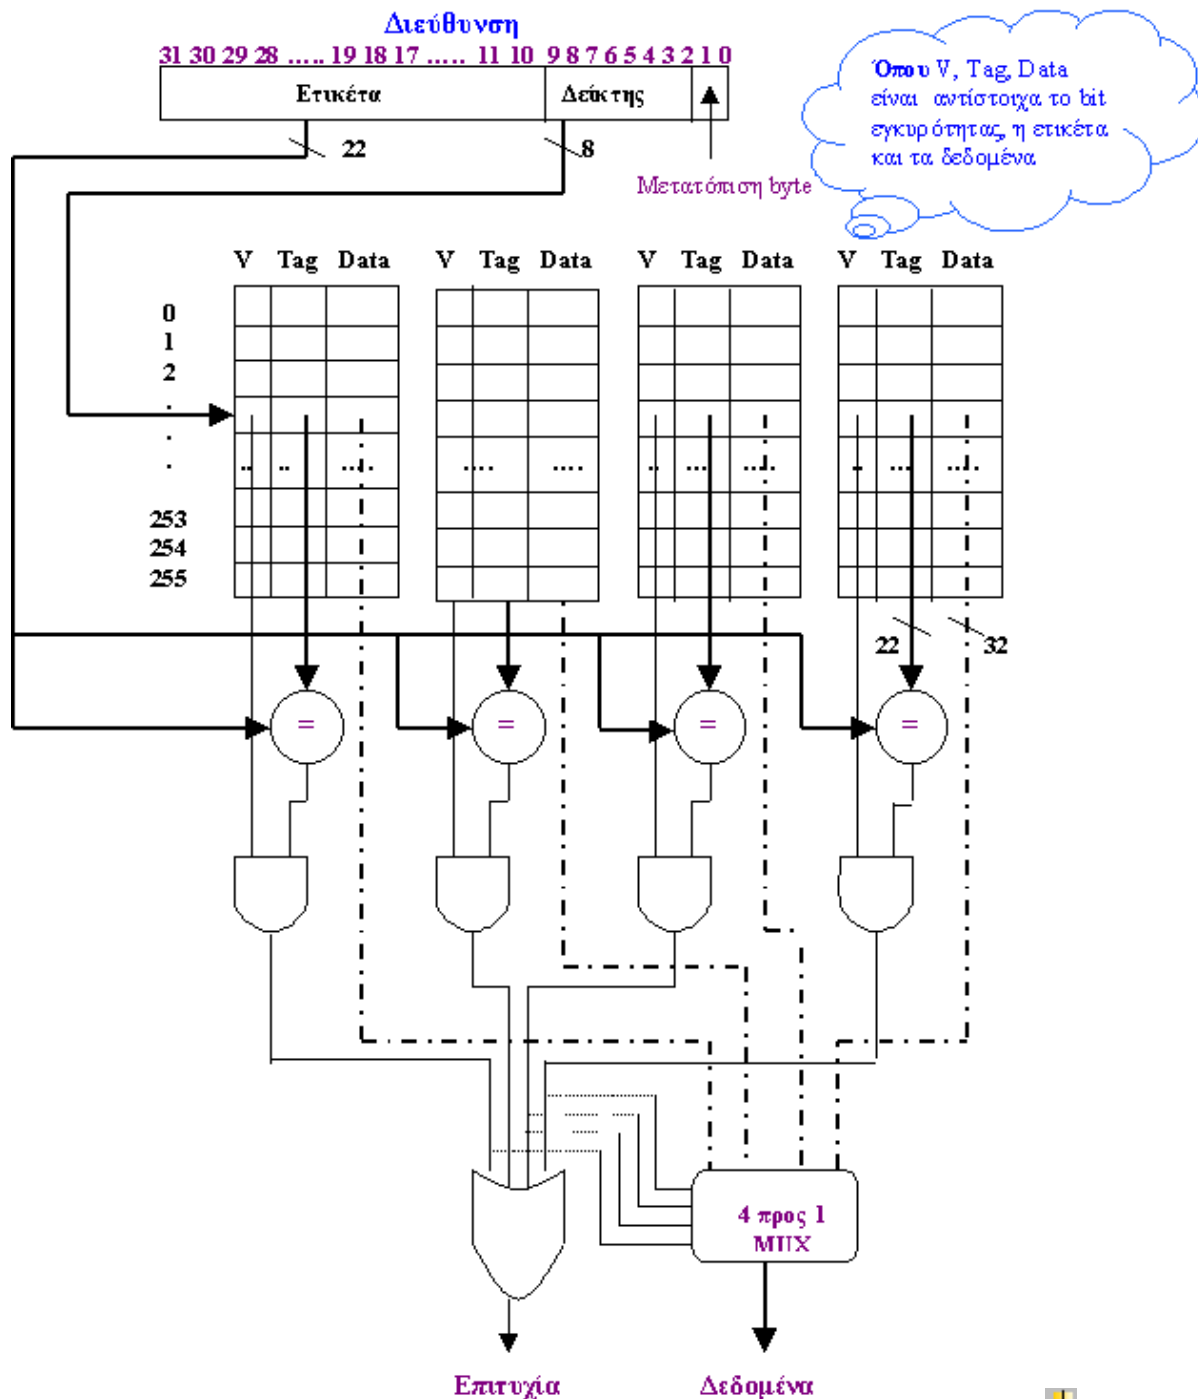 Διεύθυνση
31 30 29 28 ..... 19 18 17 ..... 11 10 9 8 7 6 5 4 3 2 1 0
Ετικέτα Δείκτης
22 8
Μετατόπιση byte
Όπου V, Tag, Data
είναι αντίστοιχα το bit
εγκυρότητας, η ετικέτα
και τα δεδομένα
V Tag Data V Tag Data V Tag Data V Tag Data
0
1
2
.
.
.
.. .. ..... .... .... .. .... ..... .. .... .....
253
254
255
22 32
= = = =
4 προς 1
MUX
Επιτυχία Δεδομένα